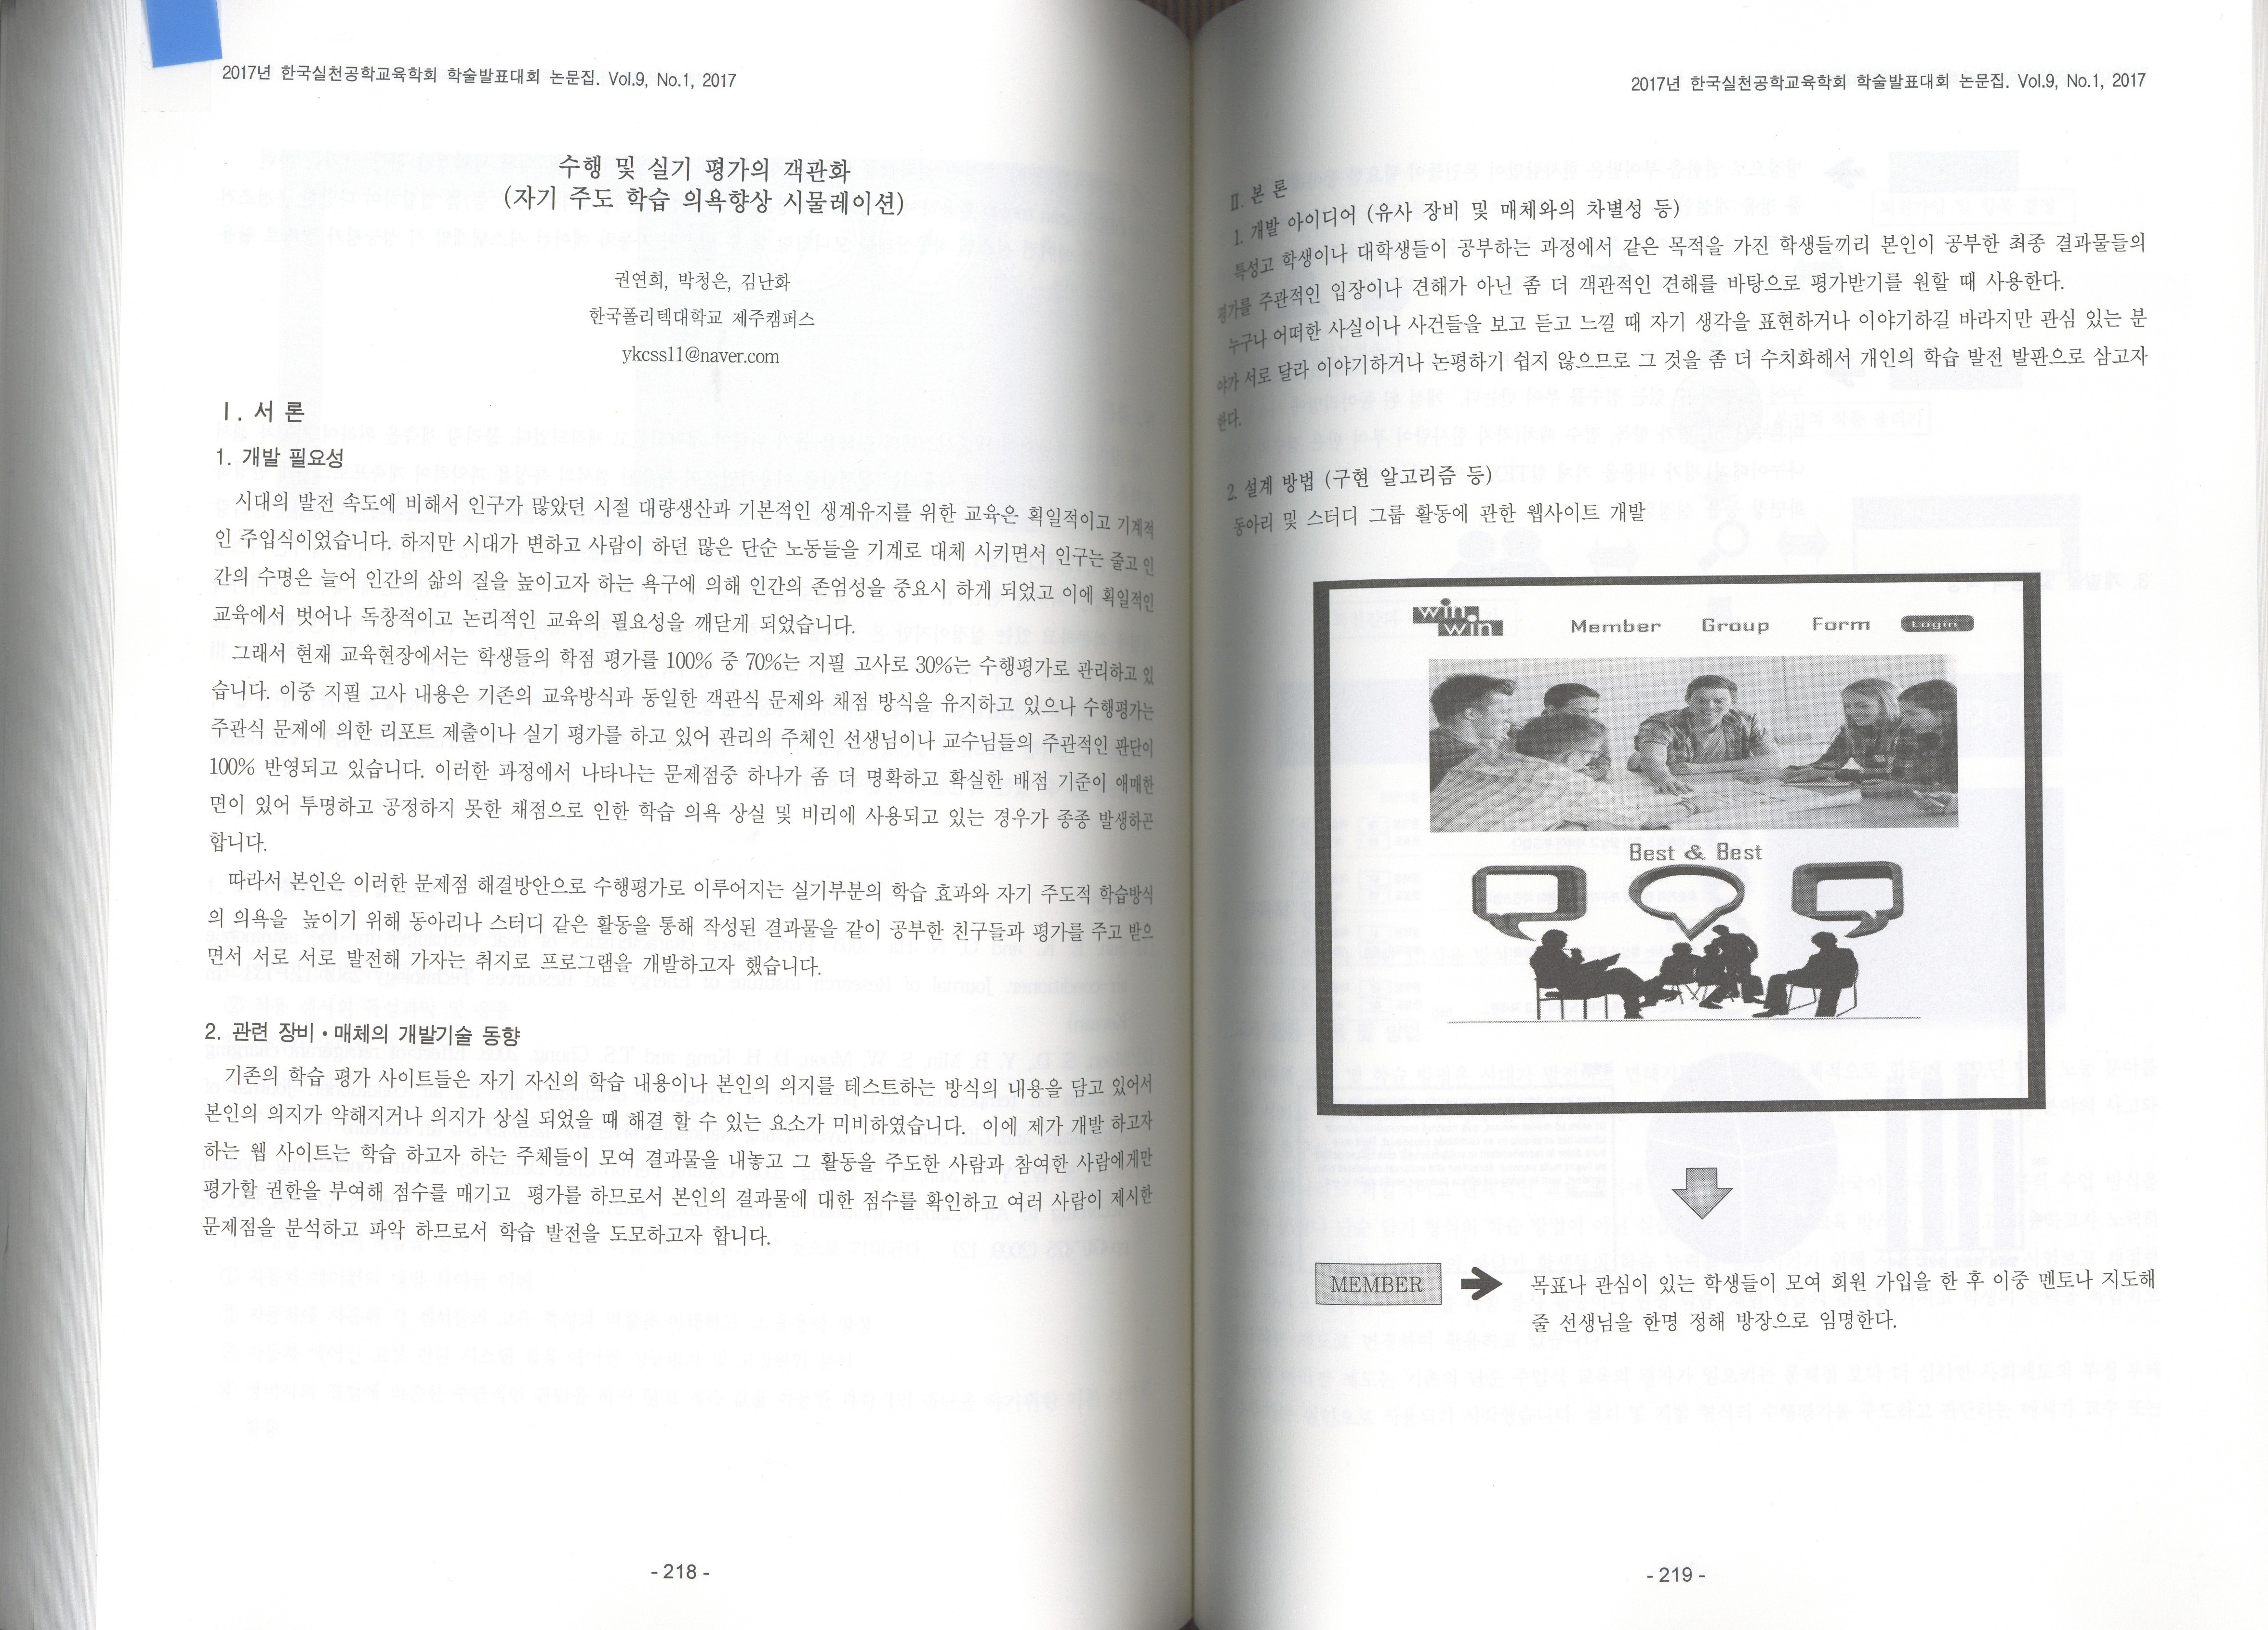 2017년 한국실천공학교육학회 학술발표대회 논문집. Vol.9, No.1, 2017
수행 및 실기 평가의 객관화
(자기 주도 학습 의욕향상 시물레이션)
권연희, 박청은, 김난화
한국폴리텍대학교 제주캠퍼스
ykcss11@naver.com
Ⅰ. 서 론
1. 개발 필요성
시대의 발전 속도에 비해서 인구가 많았던 시절 대량생산과 기본적인 생계유지를 위한 교육은 획일적이고 기계적
인 주입식이었습니다. 하지만 시대가 변하고 사람이 하던 많은 단순 노동들을 기계로 대체 시키면서 인구는 줄고 인
간의 수명은 늘어 인간의 삶의 질을 높이고자 하는 욕구에 의해 인간의 존엄성을 중요시 하게 되었고 이에 획일적인
교육에서 벗어나 독창적이고 논리적인 교육의 필요성을 깨닫게 되었습니다.
그래서 현재 교육현장에서는 학생들의 학점 평가를 100% 중 70%는 지필 고사로 30%는 수행평가로 관리하고 있
습니다. 이중 지필 고사 내용은 기존의 교육방식과 동일한 객관식 문제와 채점 방식을 유지하고 있으나 수행평가는
주관식 문제에 의한 리포트 제출이나 실기 평가를 하고 있어 관리의 주체인 선생님이나 교수님들의 주관적인 판단이
100% 반영되고 있습니다. 이러한 과정에서 나타나는 문제점중 하나가 좀 더 명확하고 확실한 배점 기준이 애매한
면이 있어 투명하고 공정하지 못한 채점으로 인한 학습 의욕 상실 및 비리에 사용되고 있는 경우가 종종 발생하곤
합니다.
따라서 본인은 이러한 문제점 해결방안으로 수행평가로 이루어지는 실기부분의 학습 효과와 자기 주도적 학습방식
의 의욕을 높이기 위해 동아리나 스터디 같은 활동을 통해 작성된 결과물을 같이 공부한 친구들과 평가를 주고 받으
면서 서로 서로 발전해 가자는 취지로 프로그램을 개발하고자 했습니다.
2. 관련 장비・매체의 개발기술 동향
기존의 학습 평가 사이트들은 자기 자신의 학습 내용이나 본인의 의지를 테스트하는 방식의 내용을 담고 있어서
본인의 의지가 약해지거나 의지가 상실 되었을 때 해결 할 수 있는 요소가 미비하였습니다. 이에 제가 개발 하고자
하는 웹 사이트는 학습 하고자 하는 주체들이 모여 결과물을 내놓고 그 활동을 주도한 사람과 참여한 사람에게만
평가할 권한을 부여해 점수를 매기고 평가를 하므로서 본인의 결과물에 대한 점수를 확인하고 여러 사람이 제시한
문제점을 분석하고 파악 하므로서 학습 발전을 도모하고자 합니다.
- 218 -
2017년 한국실천공학교육학회 학술발표대회 논문집. Vol.9, No.1, 2017
Ⅱ. 본 론
1. 개발 아이디어 (유사 장비 및 매체와의 차별성 등)
특성고 학생이나 대학생들이 공부하는 과정에서 같은 목적을 가진 학생들끼리 본인이 공부한 최종 결과물들의
평가를 주관적인 입장이나 견해가 아닌 좀 더 객관적인 견해를 바탕으로 평가받기를 원할 때 사용한다.
누구나 어떠한 사실이나 사건들을 보고 듣고 느낄 때 자기 생각을 표현하거나 이야기하길 바라지만 관심 있는 분
야가 서로 달라 이야기하거나 논평하기 쉽지 않으므로 그 것을 좀 더 수치화해서 개인의 학습 발전 발판으로 삼고자
한다.
2. 설계 방법 (구현 알고리즘 등)
동아리 및 스터디 그룹 활동에 관한 웹사이트 개발
win
win
Member Group Form Login
Best & Best
MEMBER
목표나 관심이 있는 학생들이 모여 회원 가입을 한 후 이중 멘토나 지도해
줄 선생님을 한명 정해 방장으로 임명한다.
- 219 -